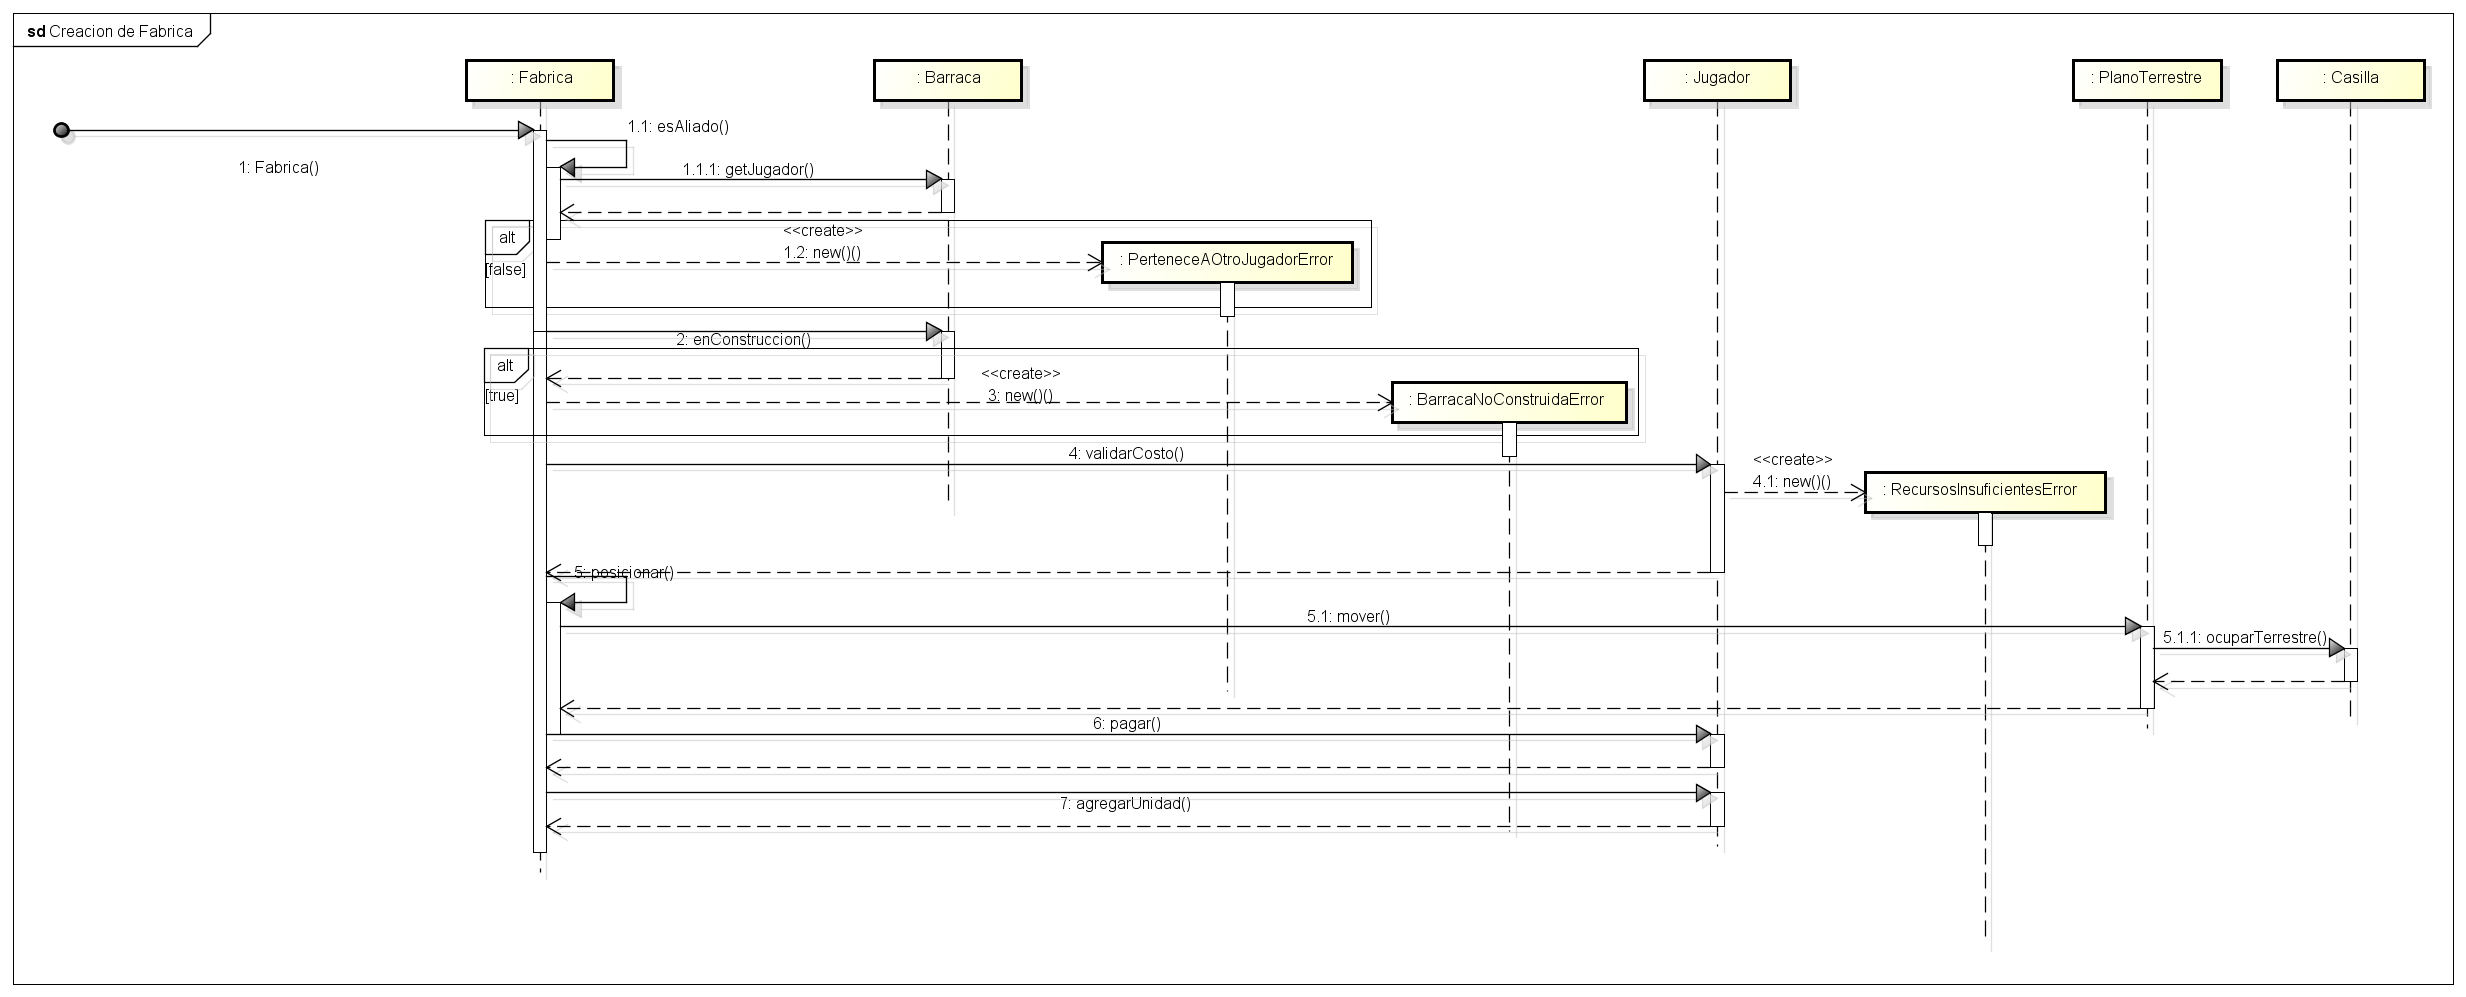 sd Creacion de Fabrica
: Fabrica
: Barraca
: Jugador
: PlanoTerrestre
: Casilla
1.1: esAliado()
1: Fabrica()
1.1.1: getJugador()
alt
[false]
<<create>>
1.2: new()()
: PerteneceAOtroJugadorError
2: enConstruccion()
alt
[true]
<<create>>
3: new()()
: BarracaNoConstruidaError
4: validarCosto()
<<create>>
4.1: new()()
: RecursosInsuficientesError
5: posicionar()
5.1: mover()
5.1.1: ocuparTerrestre()
6: pagar()
7: agregarUnidad()